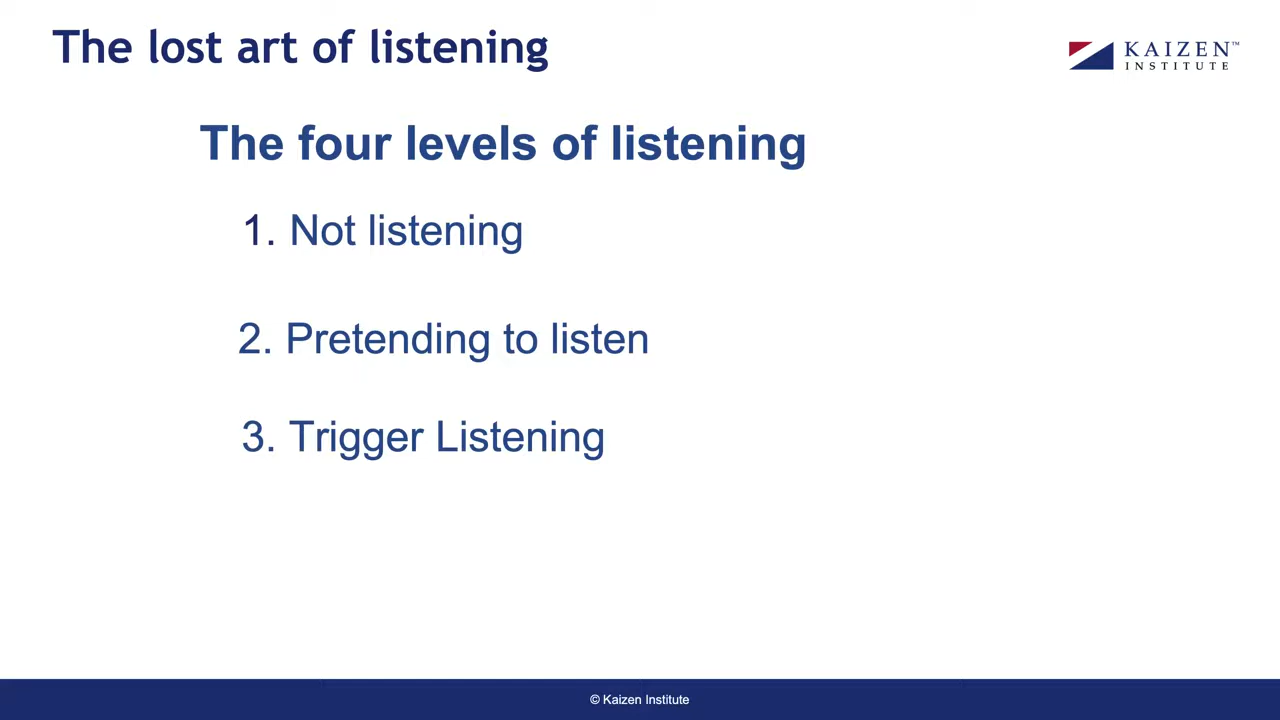 The lost art of listening
KAIZEN™
INSTITUTE
The four levels of listening
1. Not listening
2. Pretending to listen
3. Trigger Listening
© Kaizen Institute